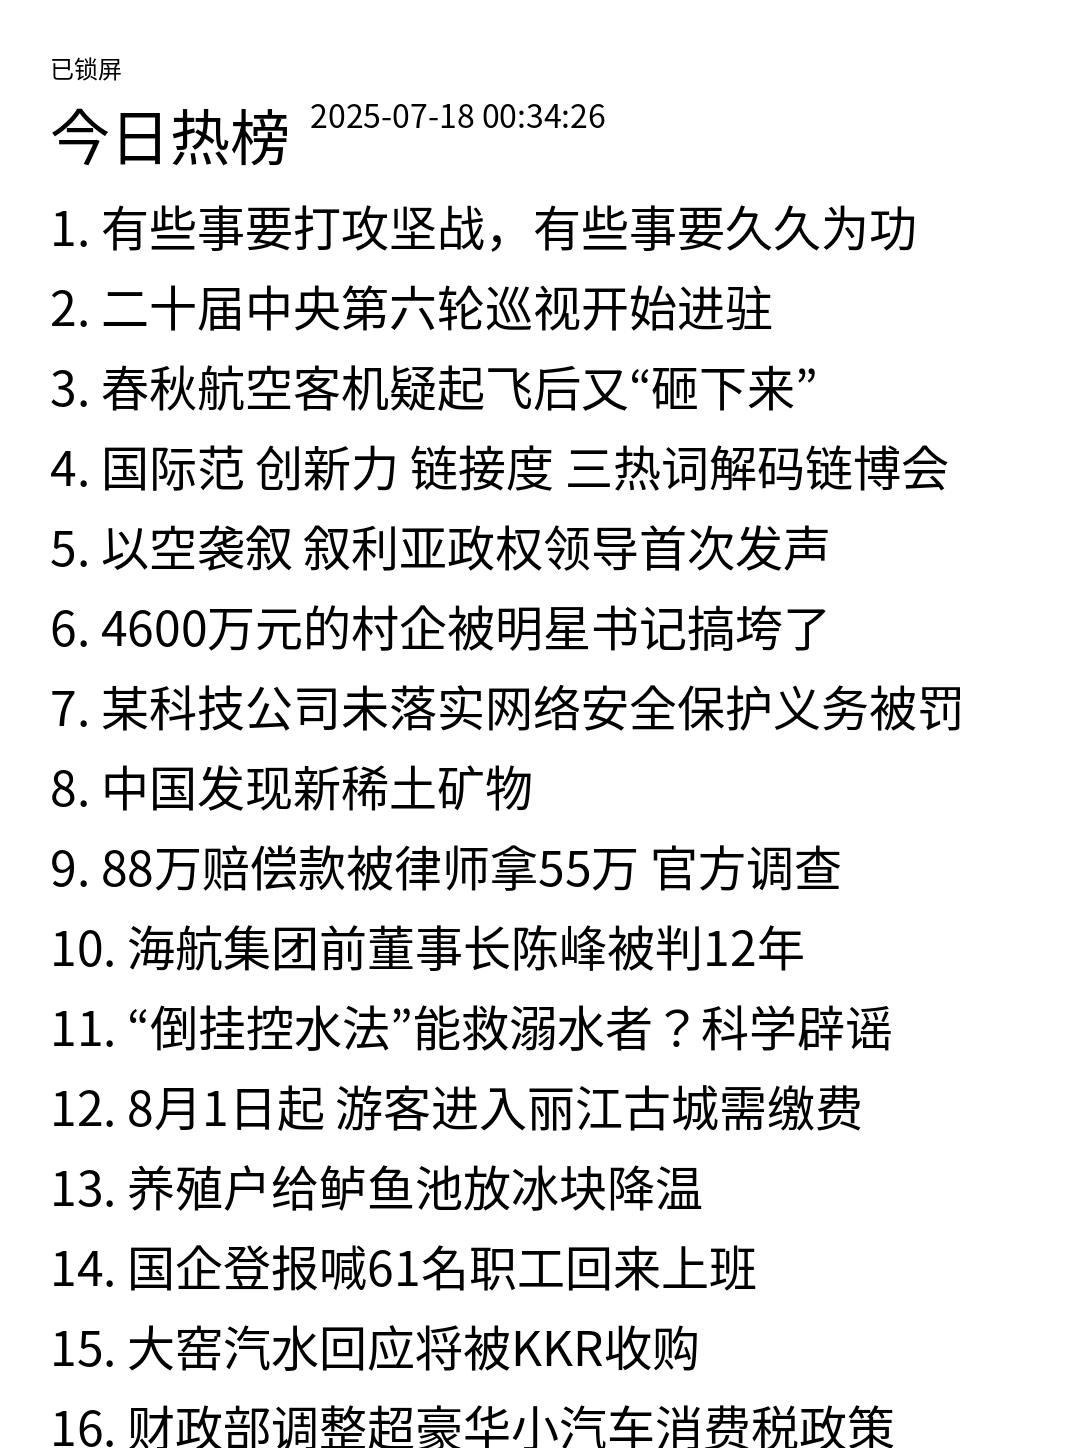 已锁屏
今日热榜 2025-07-18 00:34:26
1. 有些事要打攻坚战，有些事要久久为功
2. 二十届中央第六轮巡视开始进驻
3. 春秋航空客机疑起飞后又“砸下来”
4. 国际范 创新力 链接度 三热词解码链博会
5. 以空袭叙 叙利亚政权领导首次发声
6. 4600万元的村企被明星书记搞垮了
7. 某科技公司未落实网络安全保护义务被罚
8. 中国发现新稀土矿物
9. 88万赔偿款被律师拿55万 官方调查
10. 海航集团前董事长陈峰被判12年
11. “倒挂控水法”能救溺水者？科学辟谣
12. 8月1日起 游客进入丽江古城需缴费
13. 养殖户给鲈鱼池放冰块降温
14. 国企登报喊61名职工回来上班
15. 大窑汽水回应将被KKR收购
16. 财政部调整超豪华小汽车消费税政策